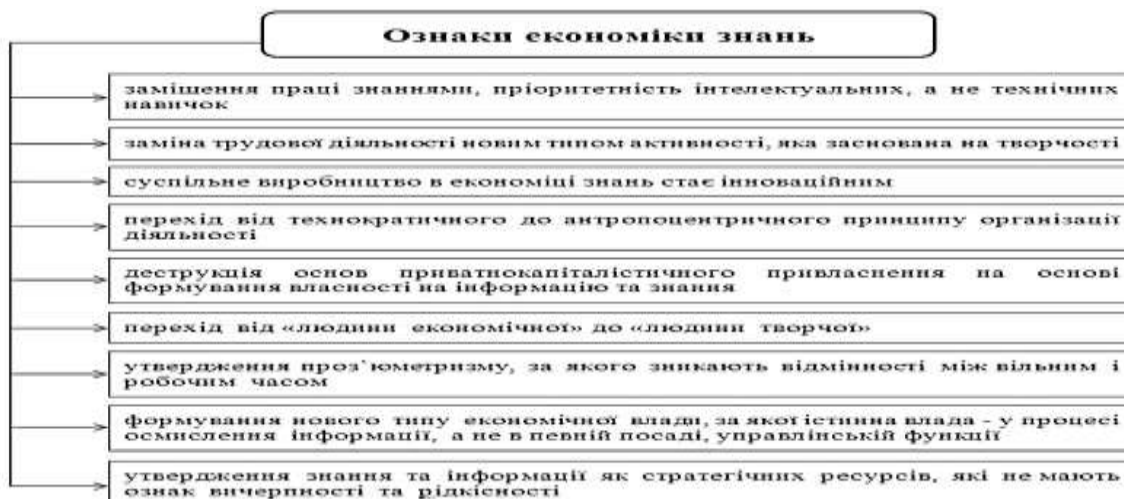 Ознаки економіки знань
заміщення праці знаннями, пріоритетність інтелектуальних, а не технічних
навичок
заміна трудової діяльності новим типом активності, яка заснована на творчості
суспільне виробництво в економіці знань стає інноваційним
перехід від технократичного до антропоцентричного принципу організації
діяльності
деструкція основ приватнокапіталістичного привласнення на основі
формування власності на інформацію та знання
перехід від «людини економічної» до «людини творчої»
утвердження проз`юметризму, за якого зникають відмінності між вільним і
робочим часом
формування нового типу економічної влади, за якої істинна влада - у процесі
осмислення інформації, а не в певній посаді, управлінській функції
утвердження знання та інформації як стратегічних ресурсів, які не мають
ознак вичерпності та рідкісності